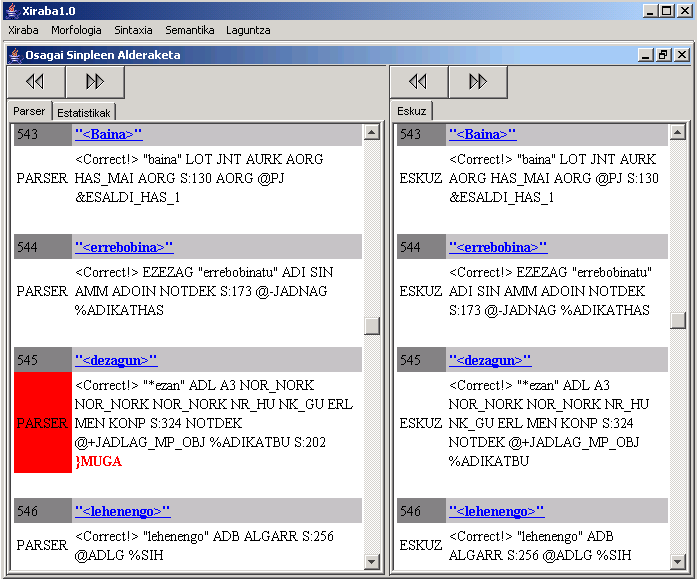 Xiraba1.0
Xiraba Morfologia Sintaxia Semantika Laguntza
Osagai Sinpleen Alderaketa
Parser Estatistikak
543 "<Baina>"
PARSER
<Correct!> "baina" LOT JNT AURK AORG
HAS_MAI AORG S:130 AORG @PJ
&ESALDI_HAS_1
544 "<errebobina>"
PARSER
<Correct!> EZEZAG "errebobinatu" ADI SIN
AMM ADOIN NOTDEK S:173 @-JADNAG
%ADIKATHAS
545 "<dezagun>"
PARSER
<Correct!> "*ezan" ADL A3 NOR_NORK
NOR_NORK NOR_NORK NR_HU NK_GU ERL
MEN KONP S:324 NOTDEK
@+JADLAG_MP_OBJ %ADIKATBU S:202
}MUGA
546 "<lehenengo>"
PARSER
<Correct!> "lehenengo" ADB ALGARR S:256
@ADLG %SIH
Eskuz
543 "<Baina>"
ESKUZ
<Correct!> "baina" LOT JNT AURK
AORG HAS_MAI AORG @PJ S:130
&ESALDI_HAS_1
544 "<errebobina>"
ESKUZ
<Correct!> EZEZAG "errebobinatu"
ADI SIN AMM ADOIN NOTDEK
S:173 @-JADNAG %ADIKATHAS
545 "<dezagun>"
ESKUZ
<Correct!> "*ezan" ADL A3
NOR_NORK NOR_NORK NR_HU
NK_GU ERL MEN KONP S:324
NOTDEK @+JADLAG_MP_OBJ
%ADIKATBU
546 "<lehenengo>"
ESKUZ
<Correct!> "lehenengo" ADB
ALGARR S:256 @ADLG %SIH